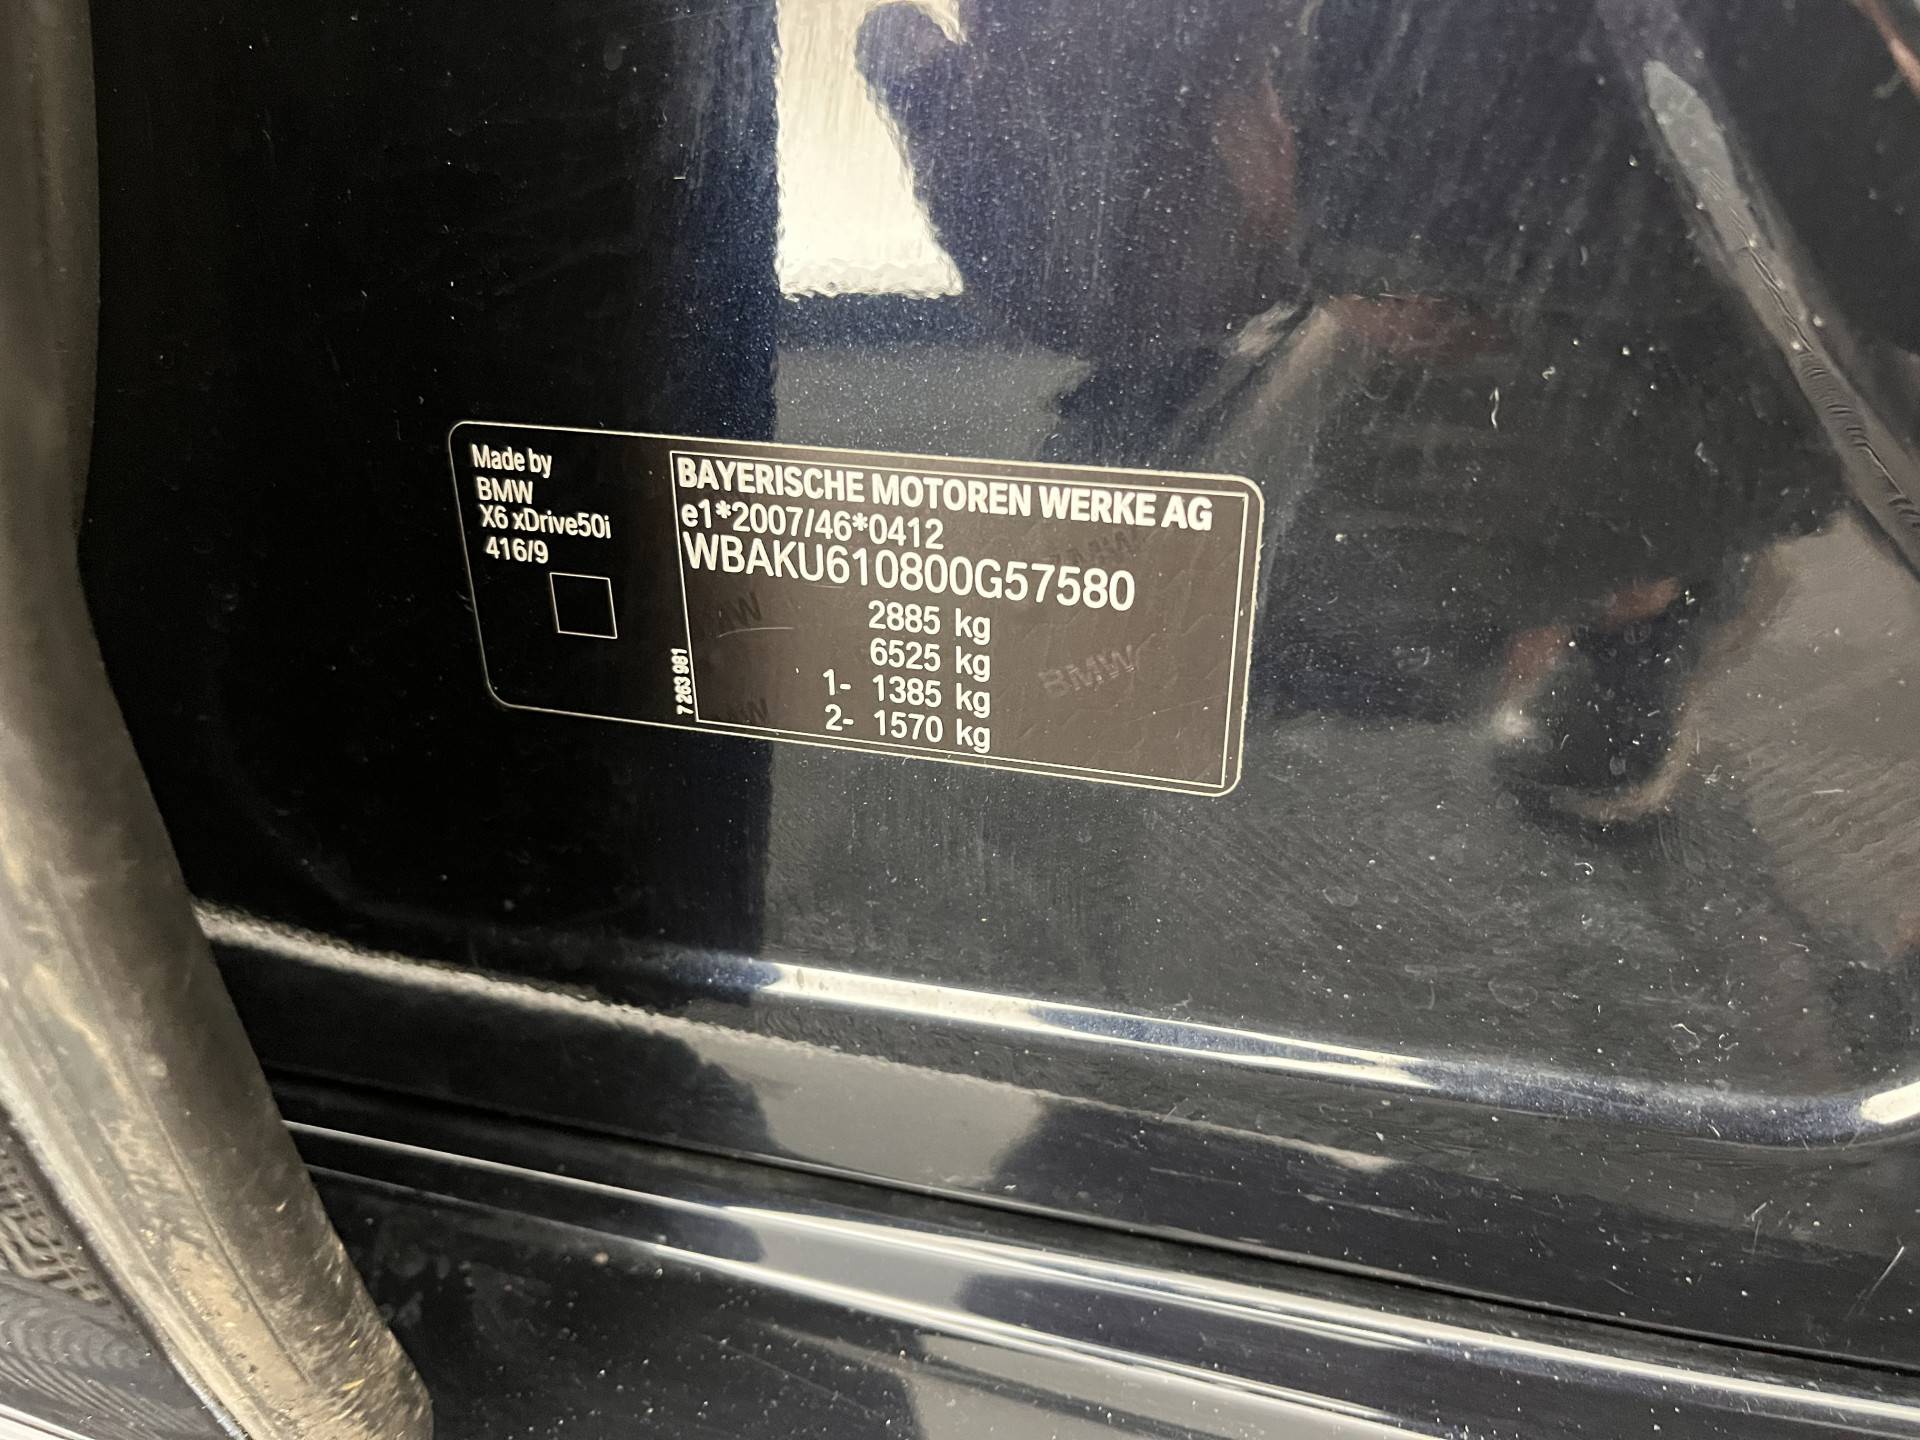 Made by
BMW
X6 xDrive50i
416/9
BAYERISCHE MOTOREN WERKE AG
e1*2007/46*0412
WBAKU610800G57580
2885 kg
6525 kg
1- 1385 kg
2- 1570 kg
7 263 981
BMW